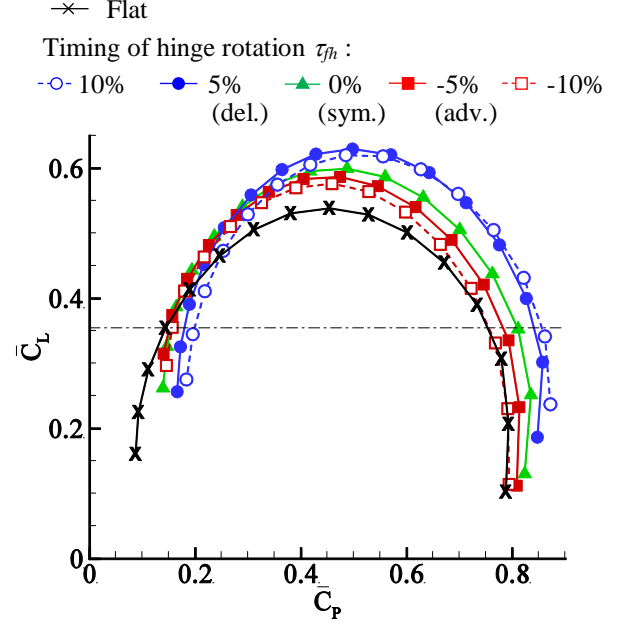 Flat
Timing of hinge rotation τfh :
10% 5% 0% -5% -10%
(del.) (sym.) (adv.)
0.6
0.4
C̄L
0.2
0
0. 0.2 0.4 0.6 0.8
C̄P